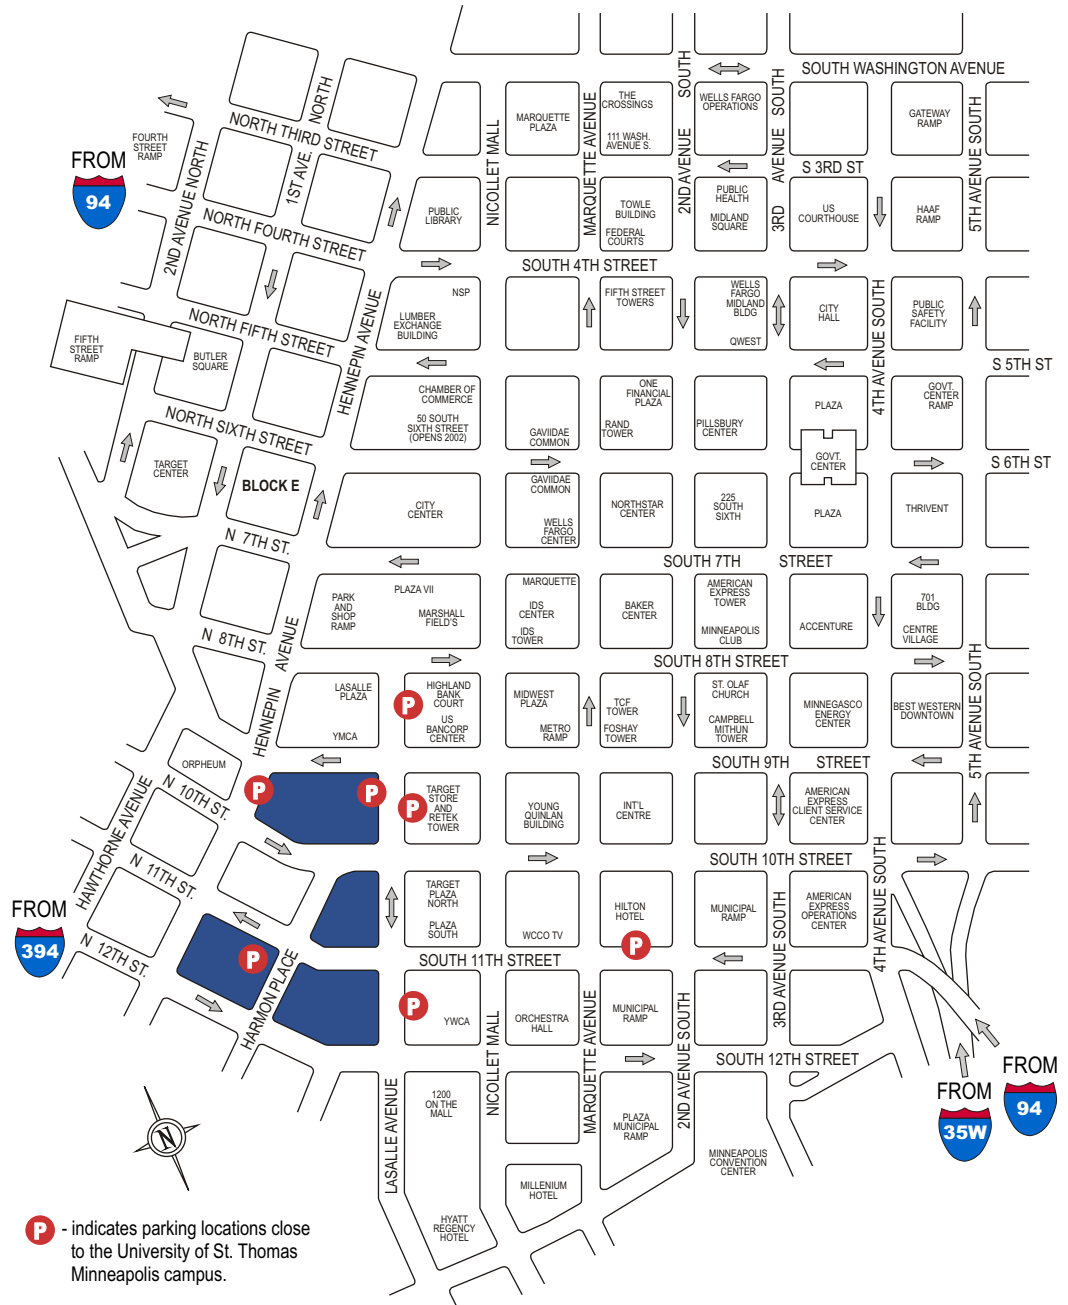 SOUTH WASHINGTON AVENUE
NORTH THIRD STREET
1ST AVE. NORTH
NICOLLET MALL
MARQUETTE AVENUE
2ND AVENUE SOUTH
3RD AVENUE SOUTH
5TH AVENUE SOUTH
MARQUETTE
PLAZA
THE
CROSSINGS
111 WASH.
AVENUE S.
WELLS FARGO
OPERATIONS
GATEWAY
RAMP
FOURTH
STREET
RAMP
FROM
94
2ND AVENUE NORTH
S 3RD ST
PUBLIC
LIBRARY
TOWLE
BUILDING
FEDERAL
COURTS
PUBLIC
HEALTH
MIDLAND
SQUARE
US
COURTHOUSE
HAAF
RAMP
NORTH FOURTH STREET
SOUTH 4TH STREET
NSP
LUMBER
EXCHANGE
BUILDING
FIFTH STREET
TOWERS
WELLS
FARGO
MIDLAND
BLDG
QWEST
CITY
HALL
4TH AVENUE SOUTH
PUBLIC
SAFETY
FACILITY
NORTH FIFTH STREET
HENNEPIN AVENUE
FIFTH
STREET
RAMP
BUTLER
SQUARE
S 5TH ST
CHAMBER OF
COMMERCE
50 SOUTH
SIXTH STREET
(OPENS 2002)
GAVIIDAE
COMMON
ONE
FINANCIAL
PLAZA
RAND
TOWER
PILLSBURY
CENTER
PLAZA
GOVT.
CENTER
RAMP
NORTH SIXTH STREET
GOVT.
CENTER
S 6TH ST
TARGET
CENTER
BLOCK E
CITY
CENTER
GAVIIDAE
COMMON
WELLS
FARGO
CENTER
NORTHSTAR
CENTER
225
SOUTH
SIXTH
PLAZA
THRIVENT
N 7TH ST.
SOUTH 7TH STREET
PARK
AND
SHOP
RAMP
PLAZA VII
MARSHALL
FIELD'S
MARQUETTE
IDS
CENTER
IDS
TOWER
BAKER
CENTER
AMERICAN
EXPRESS
TOWER
MINNEAPOLIS
CLUB
ACCENTURE
701
BLDG
CENTRE
VILLAGE
N 8TH ST.
HENNEPIN AVENUE
SOUTH 8TH STREET
5TH AVENUE SOUTH
LASALLE
PLAZA
YMCA
P
HIGHLAND
BANK
COURT
US
BANCORP
CENTER
MIDWEST
PLAZA
METRO
RAMP
TCF
TOWER
FOSHAY
TOWER
ST. OLAF
CHURCH
CAMPBELL
MITHUN
TOWER
MINNEGASCO
ENERGY
CENTER
BEST WESTERN
DOWNTOWN
ORPHEUM
SOUTH 9TH STREET
N 10TH ST.
HAWTHORNE AVENUE
P
P
P
TARGET
STORE
AND
RETEK
TOWER
YOUNG
QUINLAN
BUILDING
INT'L
CENTRE
AMERICAN
EXPRESS
CLIENT SERVICE
CENTER
SOUTH 10TH STREET
4TH AVENUE SOUTH
N 11TH ST.
FROM
394
N 12TH ST.
TARGET
PLAZA
NORTH
PLAZA
SOUTH
WCCO TV
HILTON
HOTEL
P
MUNICIPAL
RAMP
3RD AVENUE SOUTH
AMERICAN
EXPRESS
OPERATIONS
CENTER
P
HARMON PLACE
SOUTH 11TH STREET
P
YWCA
NICOLLET MALL
ORCHESTRA
HALL
MARQUETTE AVENUE
MUNICIPAL
RAMP
2ND AVENUE SOUTH
SOUTH 12TH STREET
FROM
94
FROM
35W
LASALLE AVENUE
1200
ON THE
MALL
PLAZA
MUNICIPAL
RAMP
MINNEAPOLIS
CONVENTION
CENTER
N
MILLENIUM
HOTEL
HYATT
REGENCY
HOTEL
P - indicates parking locations close
to the University of St. Thomas
Minneapolis campus.